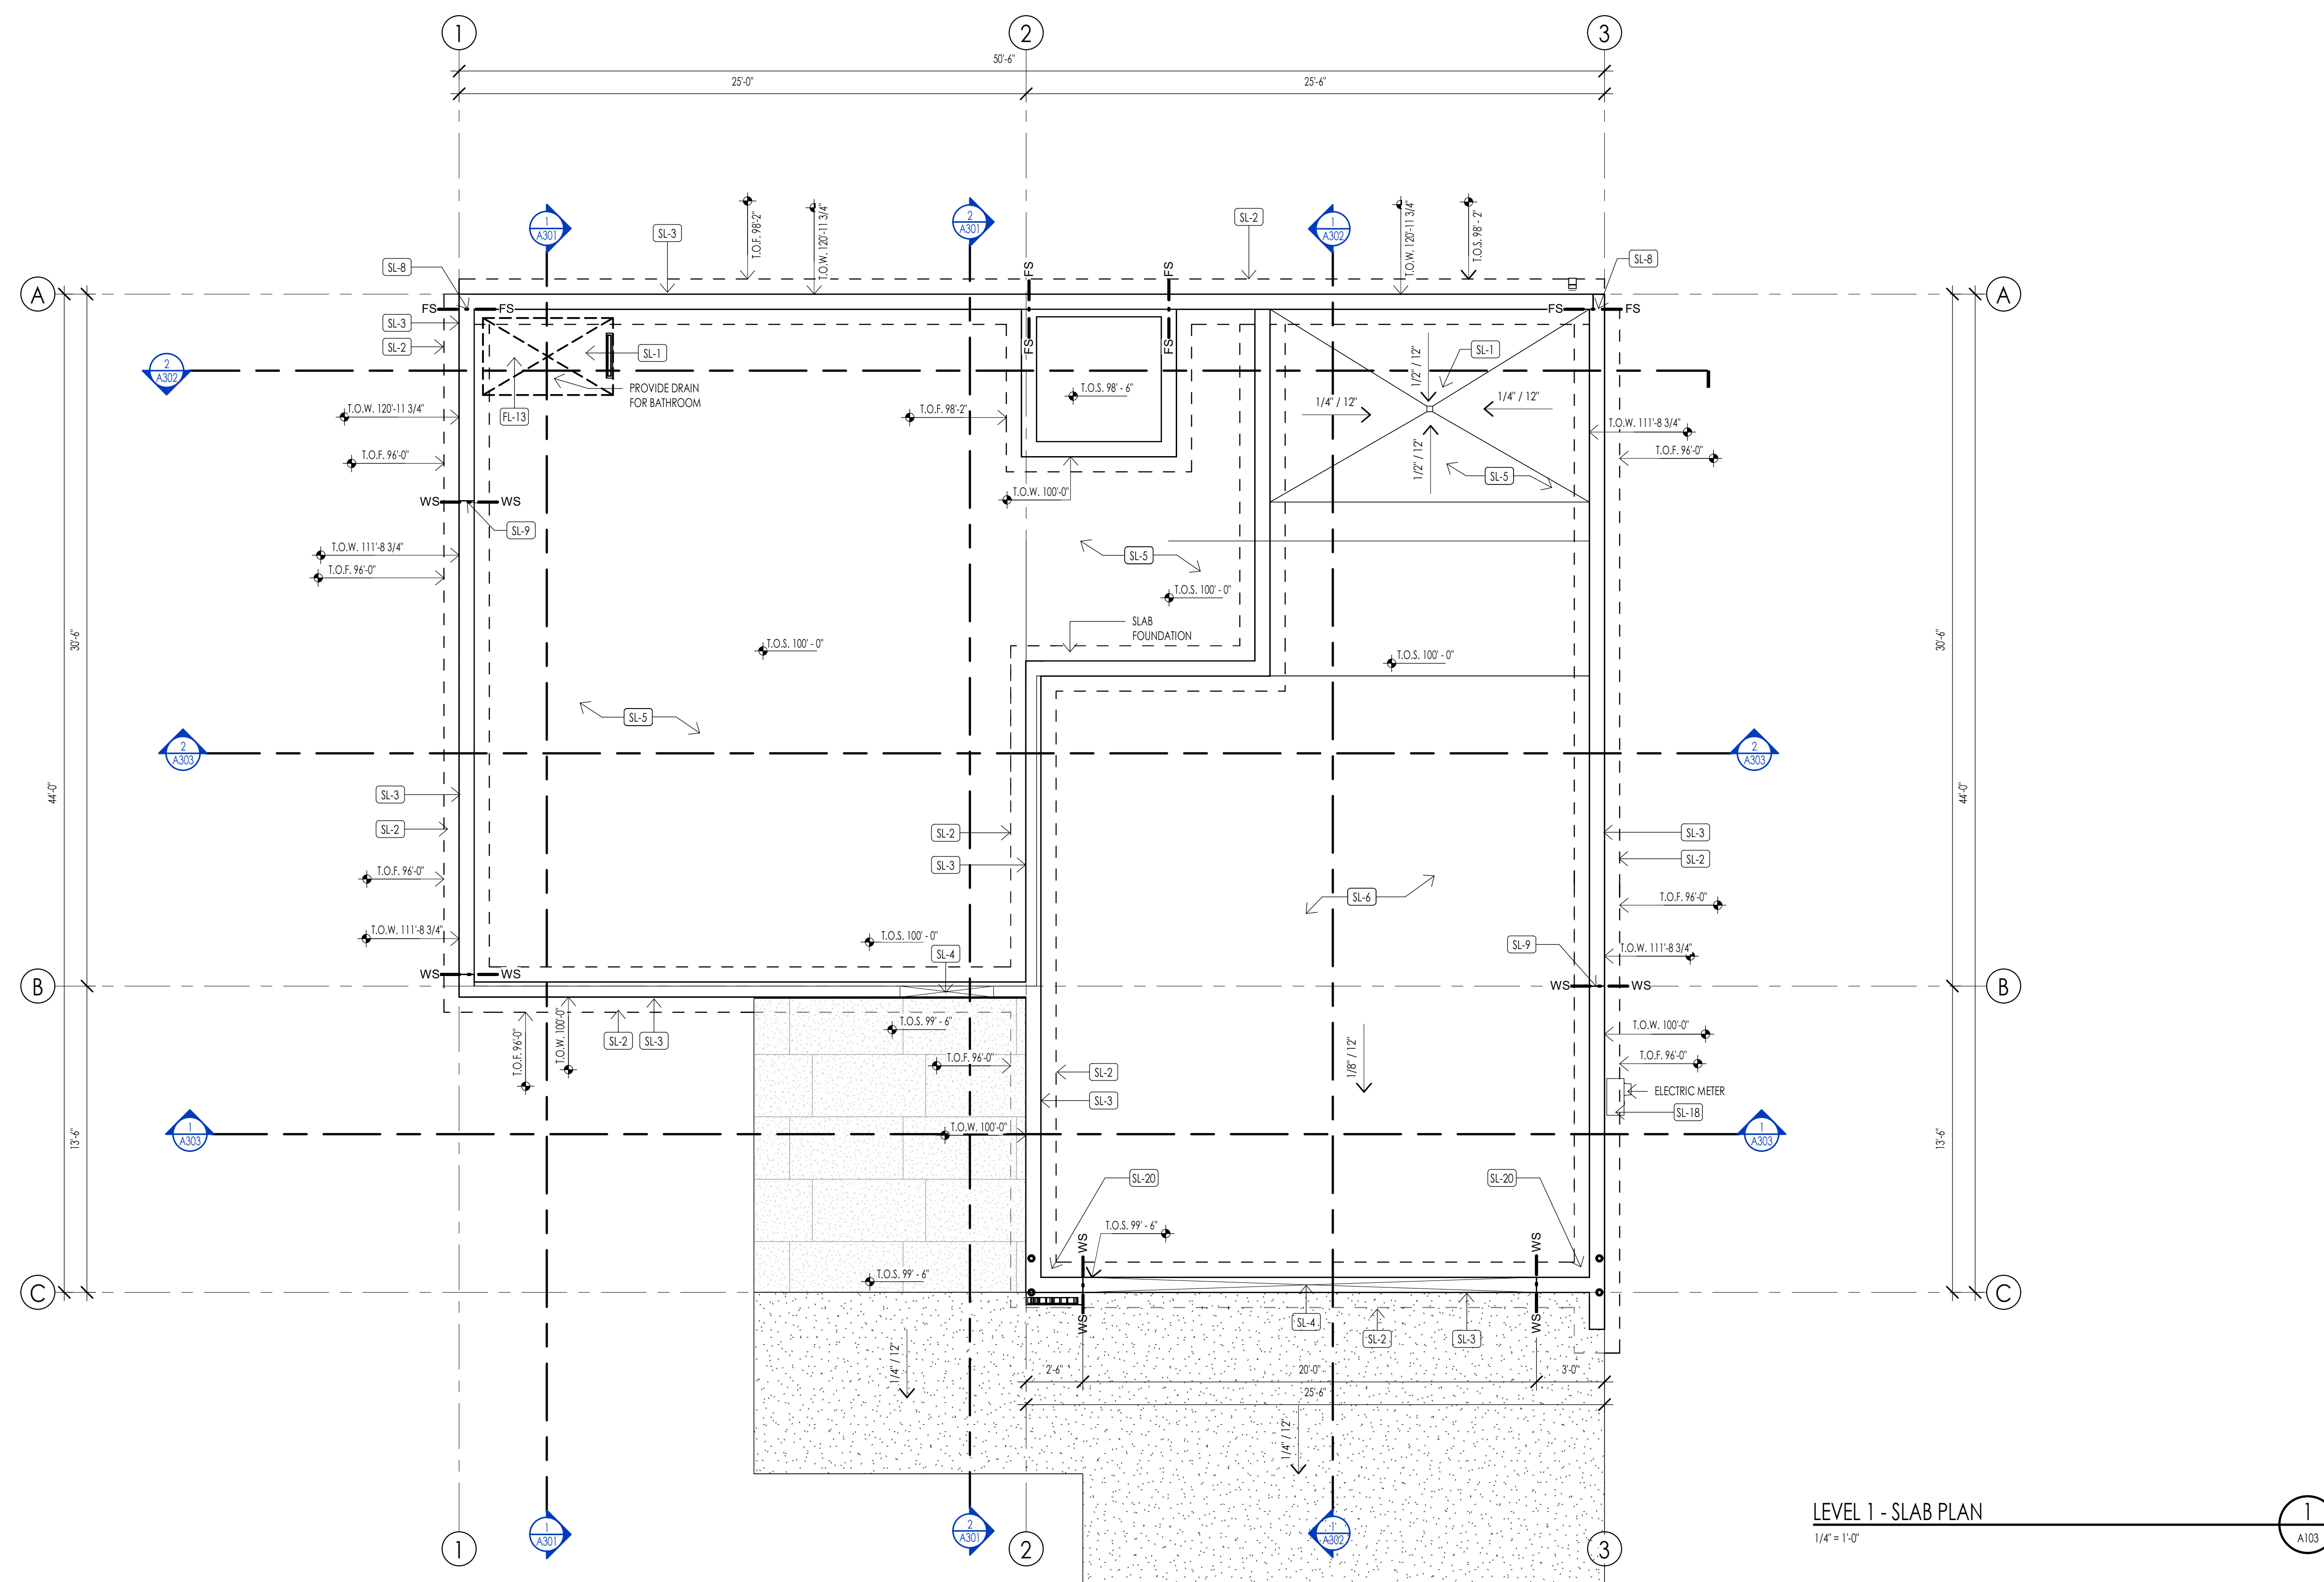 1
2
3
50'-6"
25'-0"
25'-6"
1
A301
2
A301
1
A302
SL-3
T.O.F. 98'-2"
T.O.W. 120'-11 3/4"
SL-2
T.O.W. 120'-11 3/4"
T.O.S. 98' - 2"
SL-8
SL-8
FS
FS
A
A
FS
FS
FS
FS
SL-3
FS
FS
SL-2
SL-1
SL-1
1/2" / 12"
2
A302
PROVIDE DRAIN
FOR BATHROOM
T.O.S. 98' - 6"
1/4" / 12"
1/4" / 12"
T.O.W. 120'-11 3/4"
FL-13
T.O.F. 98'-2"
T.O.W. 111'-8 3/4"
T.O.F. 96'-0"
1/2" / 12"
T.O.F. 96'-0"
SL-5
WS
WS
T.O.W. 100'-0"
SL-9
T.O.W. 111'-8 3/4"
SL-5
T.O.F. 96'-0"
T.O.S. 100' - 0"
SLAB
FOUNDATION
30'-6"
T.O.S. 100' - 0"
T.O.S. 100' - 0"
30'-6"
SL-5
2
A303
2
A303
44'-0"
44'-0"
SL-3
SL-2
SL-2
SL-3
SL-3
SL-2
T.O.F. 96'-0"
SL-6
T.O.F. 96'-0"
T.O.W. 111'-8 3/4"
T.O.S. 100' - 0"
SL-4
SL-9
T.O.W. 111'-8 3/4"
WS
WS
B
WS
WS
B
T.O.F. 96'-0"
T.O.W. 100'-0"
SL-2
SL-3
T.O.S. 99' - 6"
T.O.W. 100'-0"
T.O.F. 96'-0"
SL-2
1/8" / 12"
T.O.F. 96'-0"
SL-3
ELECTRIC METER
SL-18
1
A303
13'-6"
T.O.W. 100'-0"
1
A303
13'-6"
SL-20
SL-20
T.O.S. 99' - 6"
WS
WS
T.O.S. 99' - 6"
C
C
WS
WS
SL-4
SL-2
SL-3
1/4" / 12"
2'-6"
20'-0"
3'-0"
25'-6"
1/4" / 12"
1
A301
2
A301
1
A302
1
2
3
LEVEL 1 - SLAB PLAN
1/4" = 1'-0"
1
A103